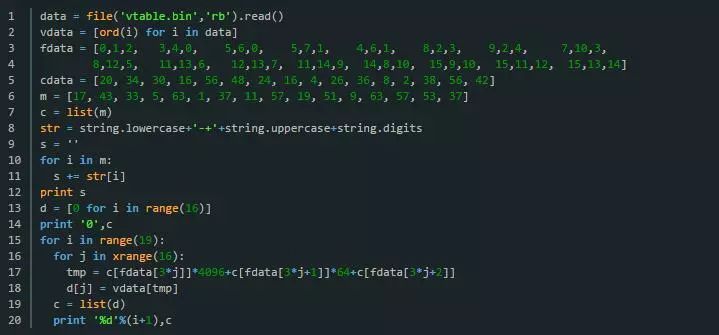 1 data = file('vtable.bin','rb').read()
2 vdata = [ord(i) for i in data]
3 fdata = [0,1,2, 3,4,0, 5,6,0, 5,7,1, 4,6,1, 8,2,3, 9,2,4, 7,10,3,
4 8,12,5, 11,13,6, 12,13,7, 11,14,9, 14,8,10, 15,9,10, 15,11,12, 15,13,14]
5 cdata = [20, 34, 30, 16, 56, 48, 24, 16, 4, 26, 36, 8, 2, 38, 56, 42]
6 m = [17, 43, 33, 5, 63, 1, 37, 11, 57, 19, 51, 9, 63, 57, 53, 37]
7 c = list(m)
8 str = string.lowercase+'-+'+string.uppercase+string.digits
9 s = ''
10 for i in m:
11 s += str[i]
12 print s
13 d = [0 for i in range(16)]
14 print '0',c
15 for i in range(19):
16 for j in xrange(16):
17 tmp = c[fdata[3*j]]*4096+c[fdata[3*j+1]]*64+c[fdata[3*j+2]]
18 d[j] = vdata[tmp]
19 c = list(d)
20 print '%d'%(i+1),c